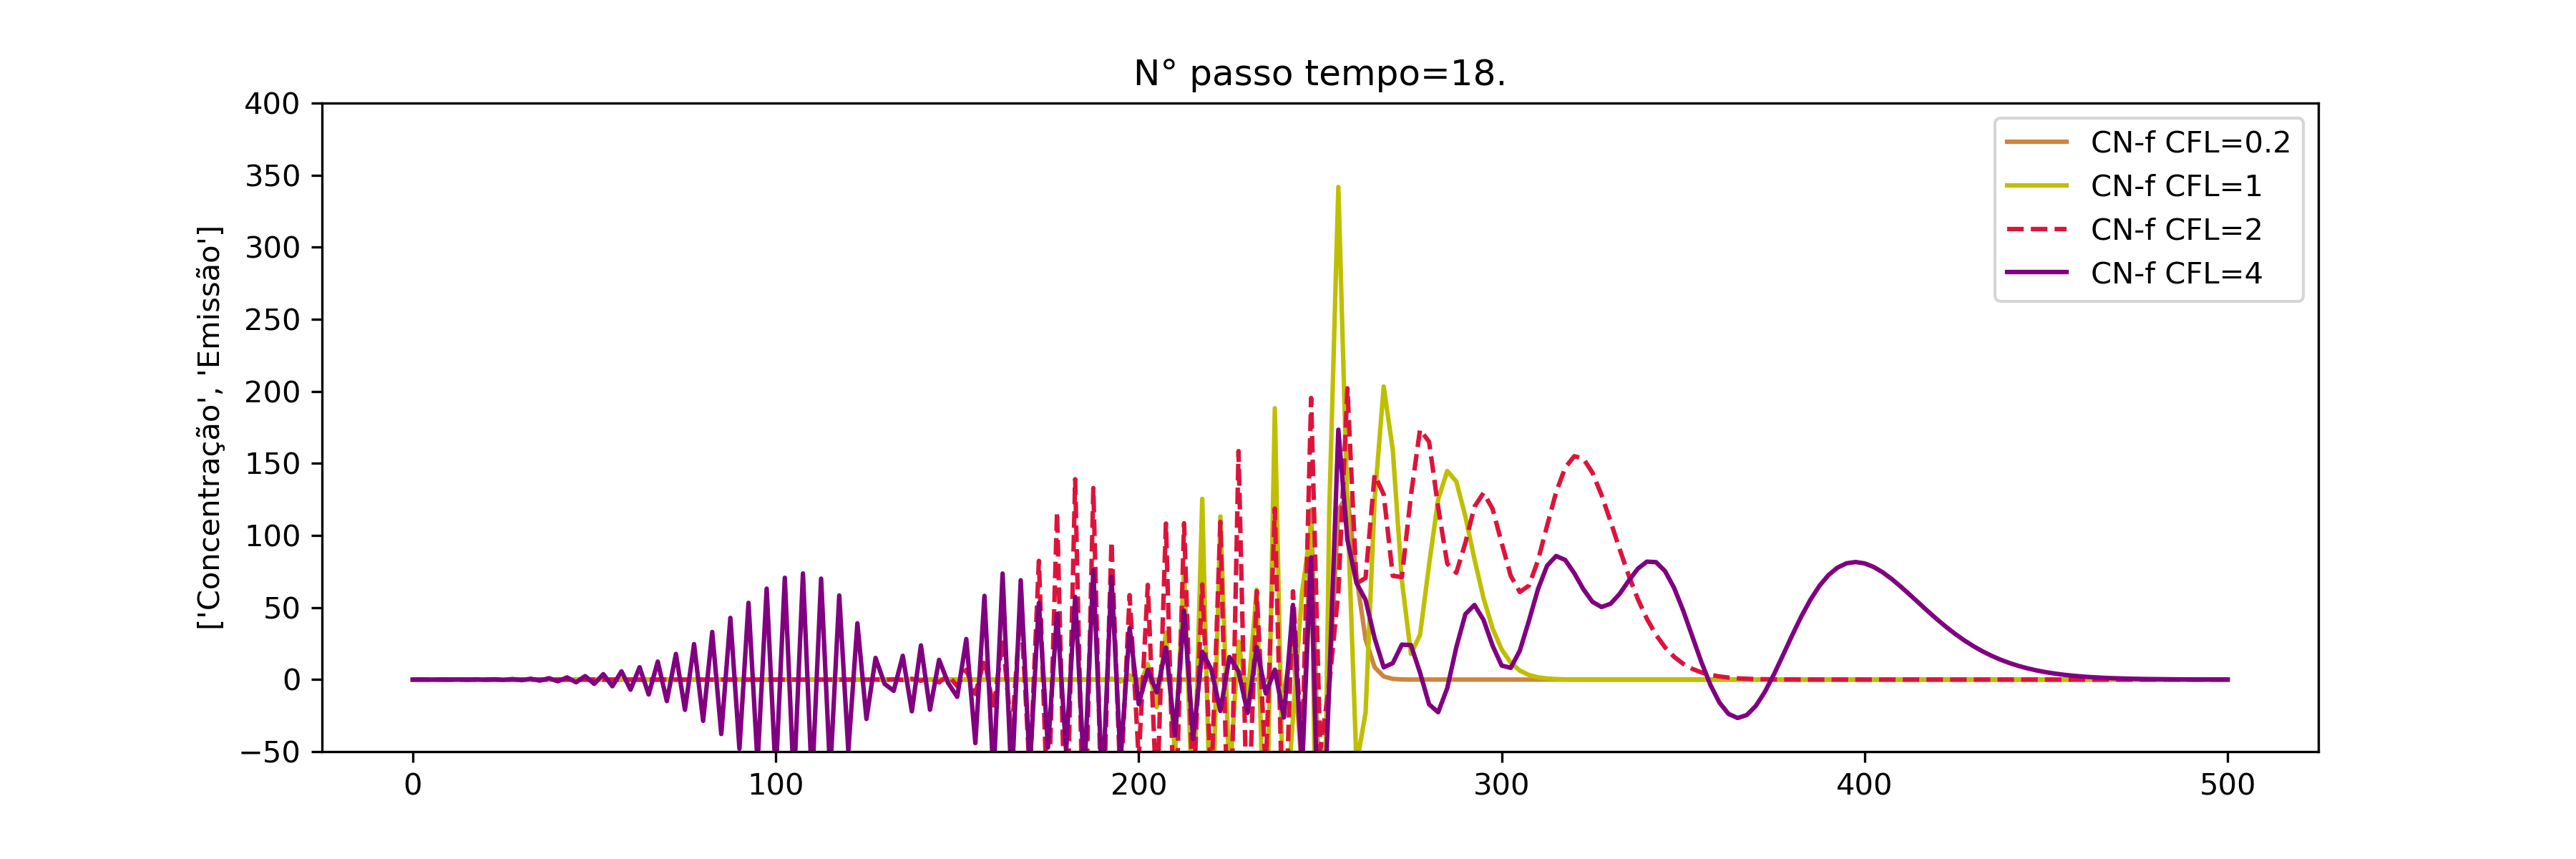 N° passo tempo=18.
['Concentração', 'Emissão']
400
350
300
250
200
150
100
50
0
−50
0 100 200 300 400 500
CN-f CFL=0.2
CN-f CFL=1
CN-f CFL=2
CN-f CFL=4